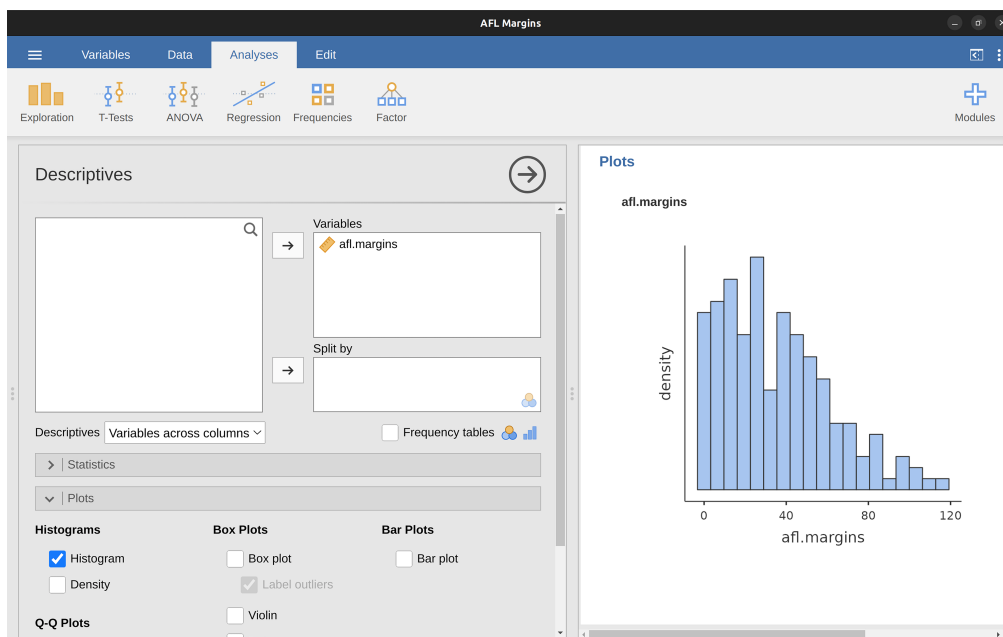 AFL Margins
Variables Data Analyses Edit
Exploration T-Tests ANOVA Regression Frequencies Factor Modules
Descriptives
Variables
afl.margins
Split by
Descriptives Variables across columns Frequency tables
Statistics
Plots
Histograms Box Plots Bar Plots
Histogram Box plot Bar plot
Density Label outliers
Q-Q Plots Violin
Plots
afl.margins
density
0 40 80 120
afl.margins